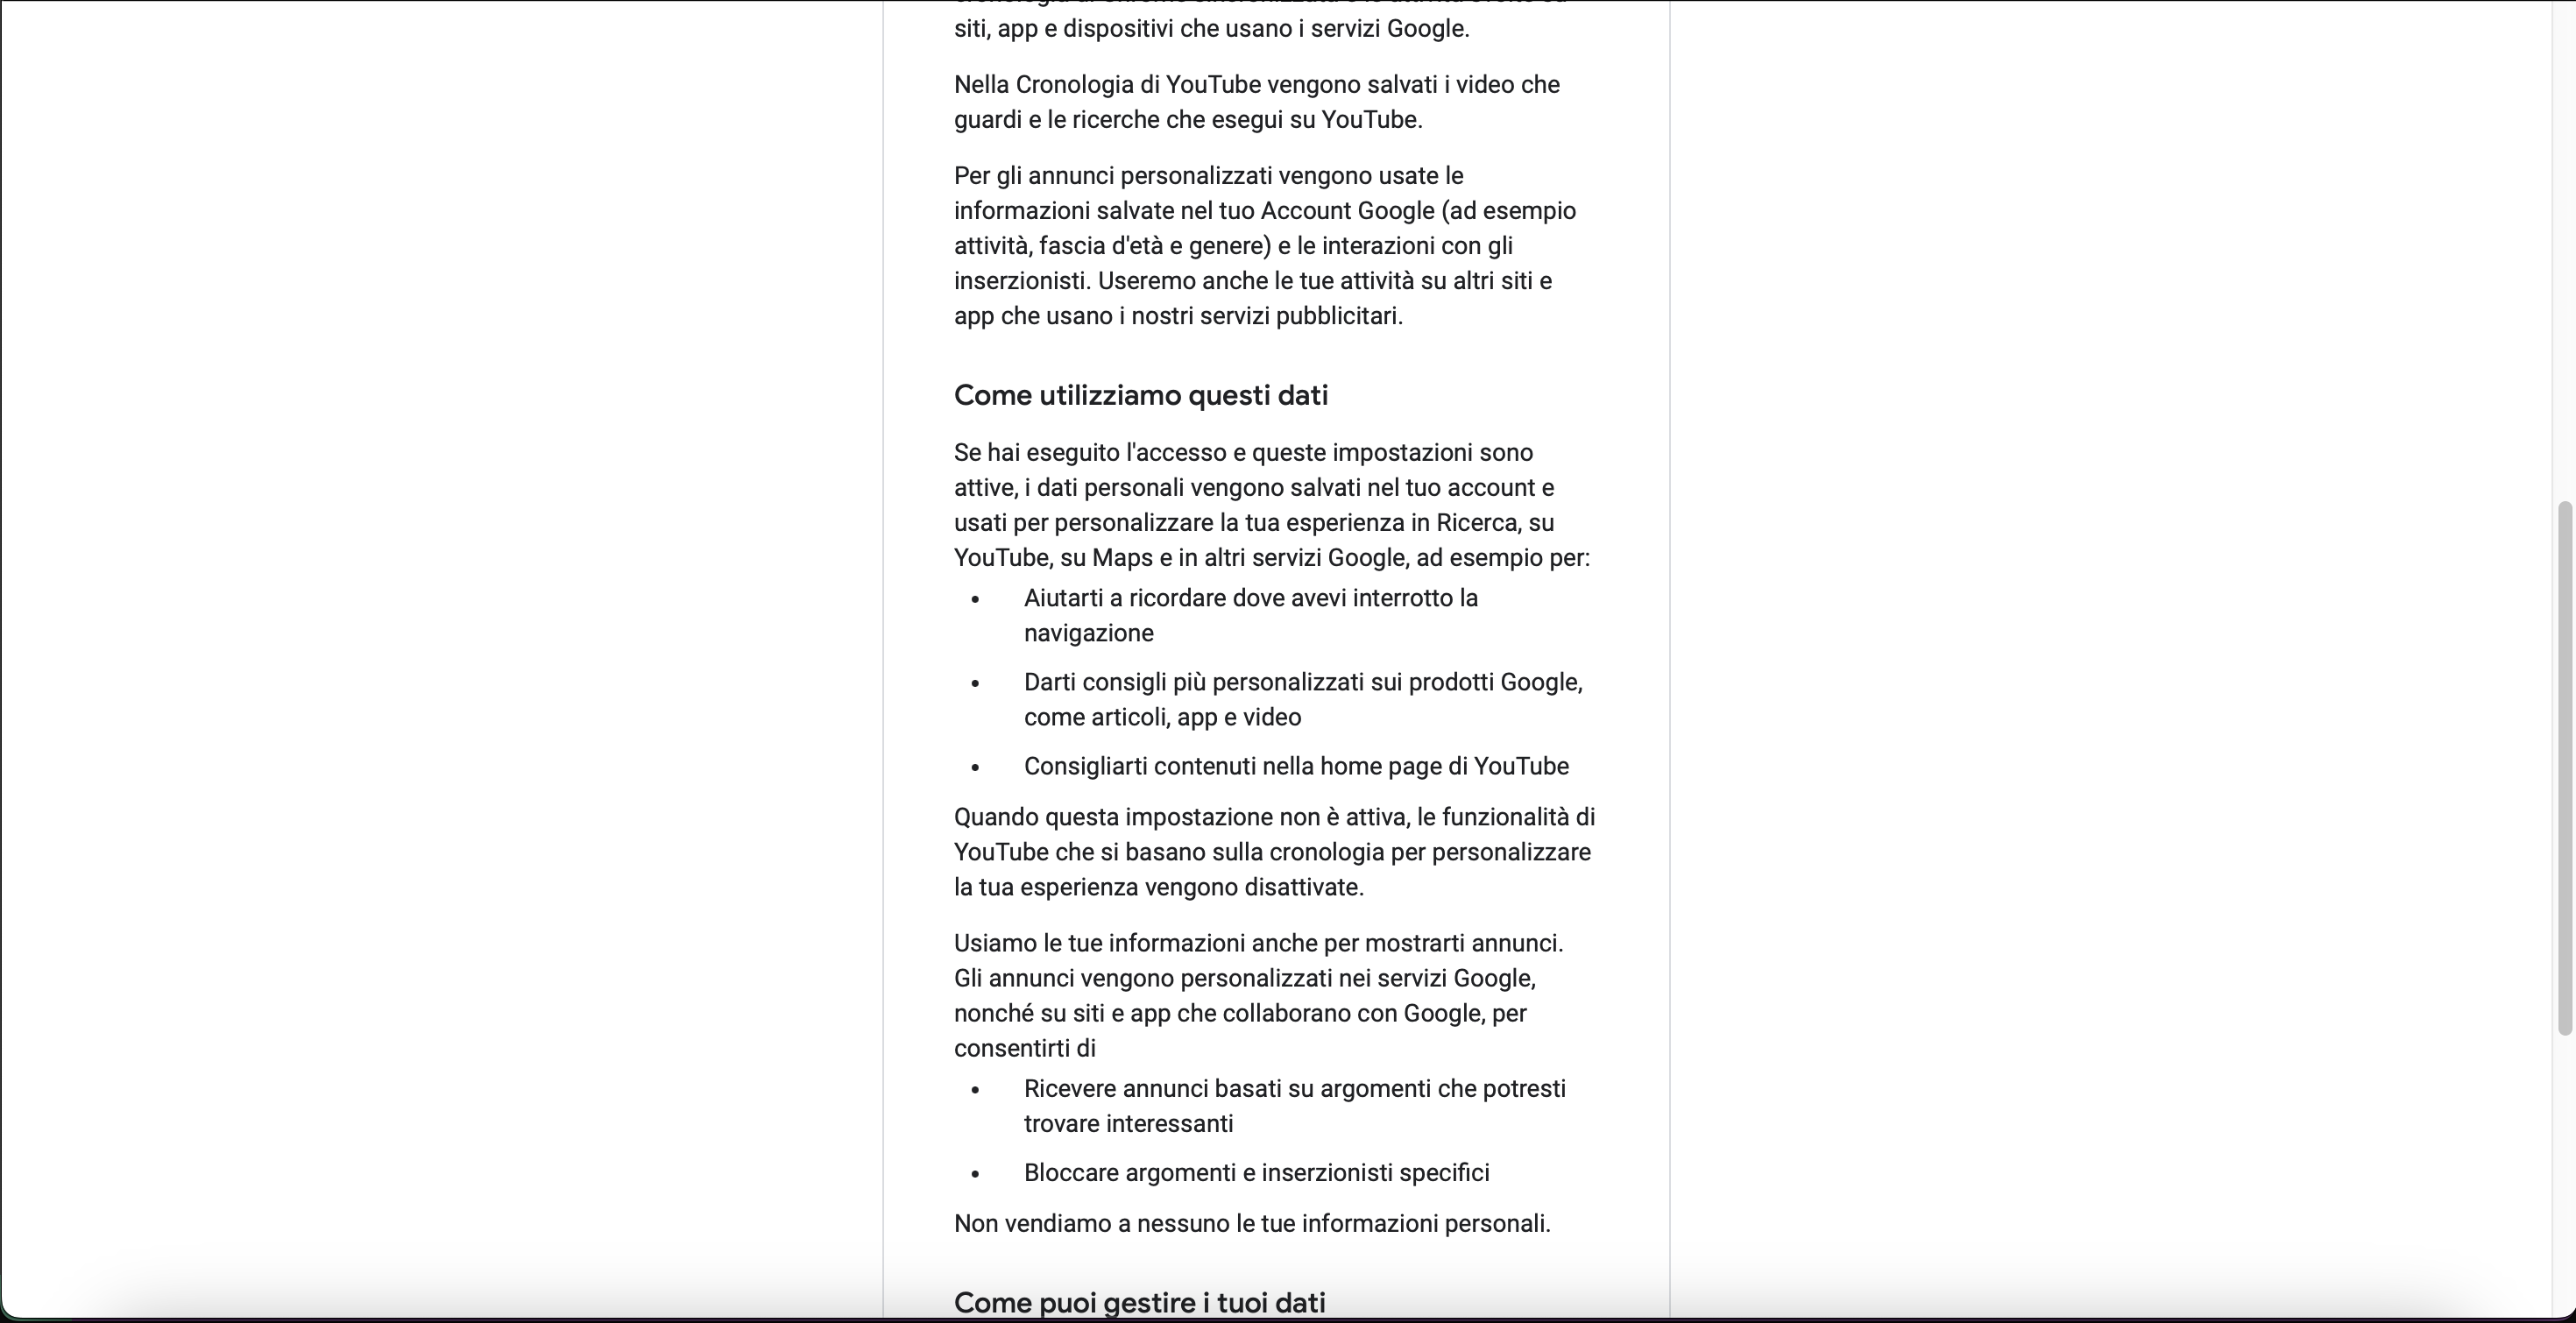 siti, app e dispositivi che usano i servizi Google.
Nella Cronologia di YouTube vengono salvati i video che
guardi e le ricerche che esegui su YouTube.
Per gli annunci personalizzati vengono usate le
informazioni salvate nel tuo Account Google (ad esempio
attività, fascia d'età e genere) e le interazioni con gli
inserzionisti. Useremo anche le tue attività su altri siti e
app che usano i nostri servizi pubblicitari.
Come utilizziamo questi dati
Se hai eseguito l'accesso e queste impostazioni sono
attive, i dati personali vengono salvati nel tuo account e
usati per personalizzare la tua esperienza in Ricerca, su
YouTube, su Maps e in altri servizi Google, ad esempio per:
• Aiutarti a ricordare dove avevi interrotto la
navigazione
• Darti consigli più personalizzati sui prodotti Google,
come articoli, app e video
• Consigliarti contenuti nella home page di YouTube
Quando questa impostazione non è attiva, le funzionalità di
YouTube che si basano sulla cronologia per personalizzare
la tua esperienza vengono disattivate.
Usiamo le tue informazioni anche per mostrarti annunci.
Gli annunci vengono personalizzati nei servizi Google,
nonché su siti e app che collaborano con Google, per
consentirti di
• Ricevere annunci basati su argomenti che potresti
trovare interessanti
• Bloccare argomenti e inserzionisti specifici
Non vendiamo a nessuno le tue informazioni personali.
Come puoi gestire i tuoi dati